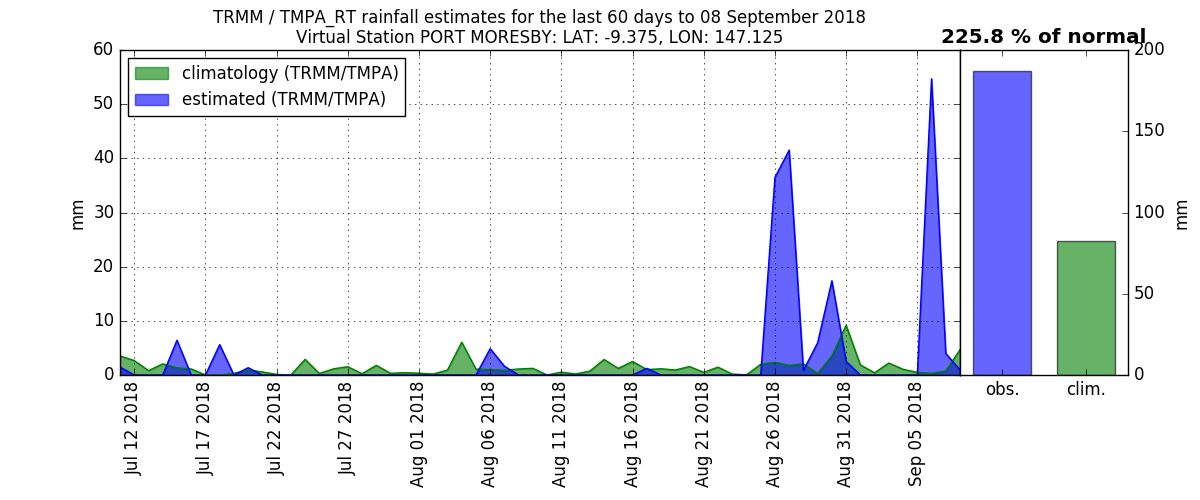 TRMM / TMPA_RT rainfall estimates for the last 60 days to 08 September 2018
Virtual Station PORT MORESBY: LAT: -9.375, LON: 147.125
225.8 % of normal
climatology (TRMM/TMPA)
estimated (TRMM/TMPA)
60
50
40
30
20
10
0
mm
200
150
100
50
0
mm
Jul 12 2018
Jul 17 2018
Jul 22 2018
Jul 27 2018
Aug 01 2018
Aug 06 2018
Aug 11 2018
Aug 16 2018
Aug 21 2018
Aug 26 2018
Aug 31 2018
Sep 05 2018
obs.
clim.